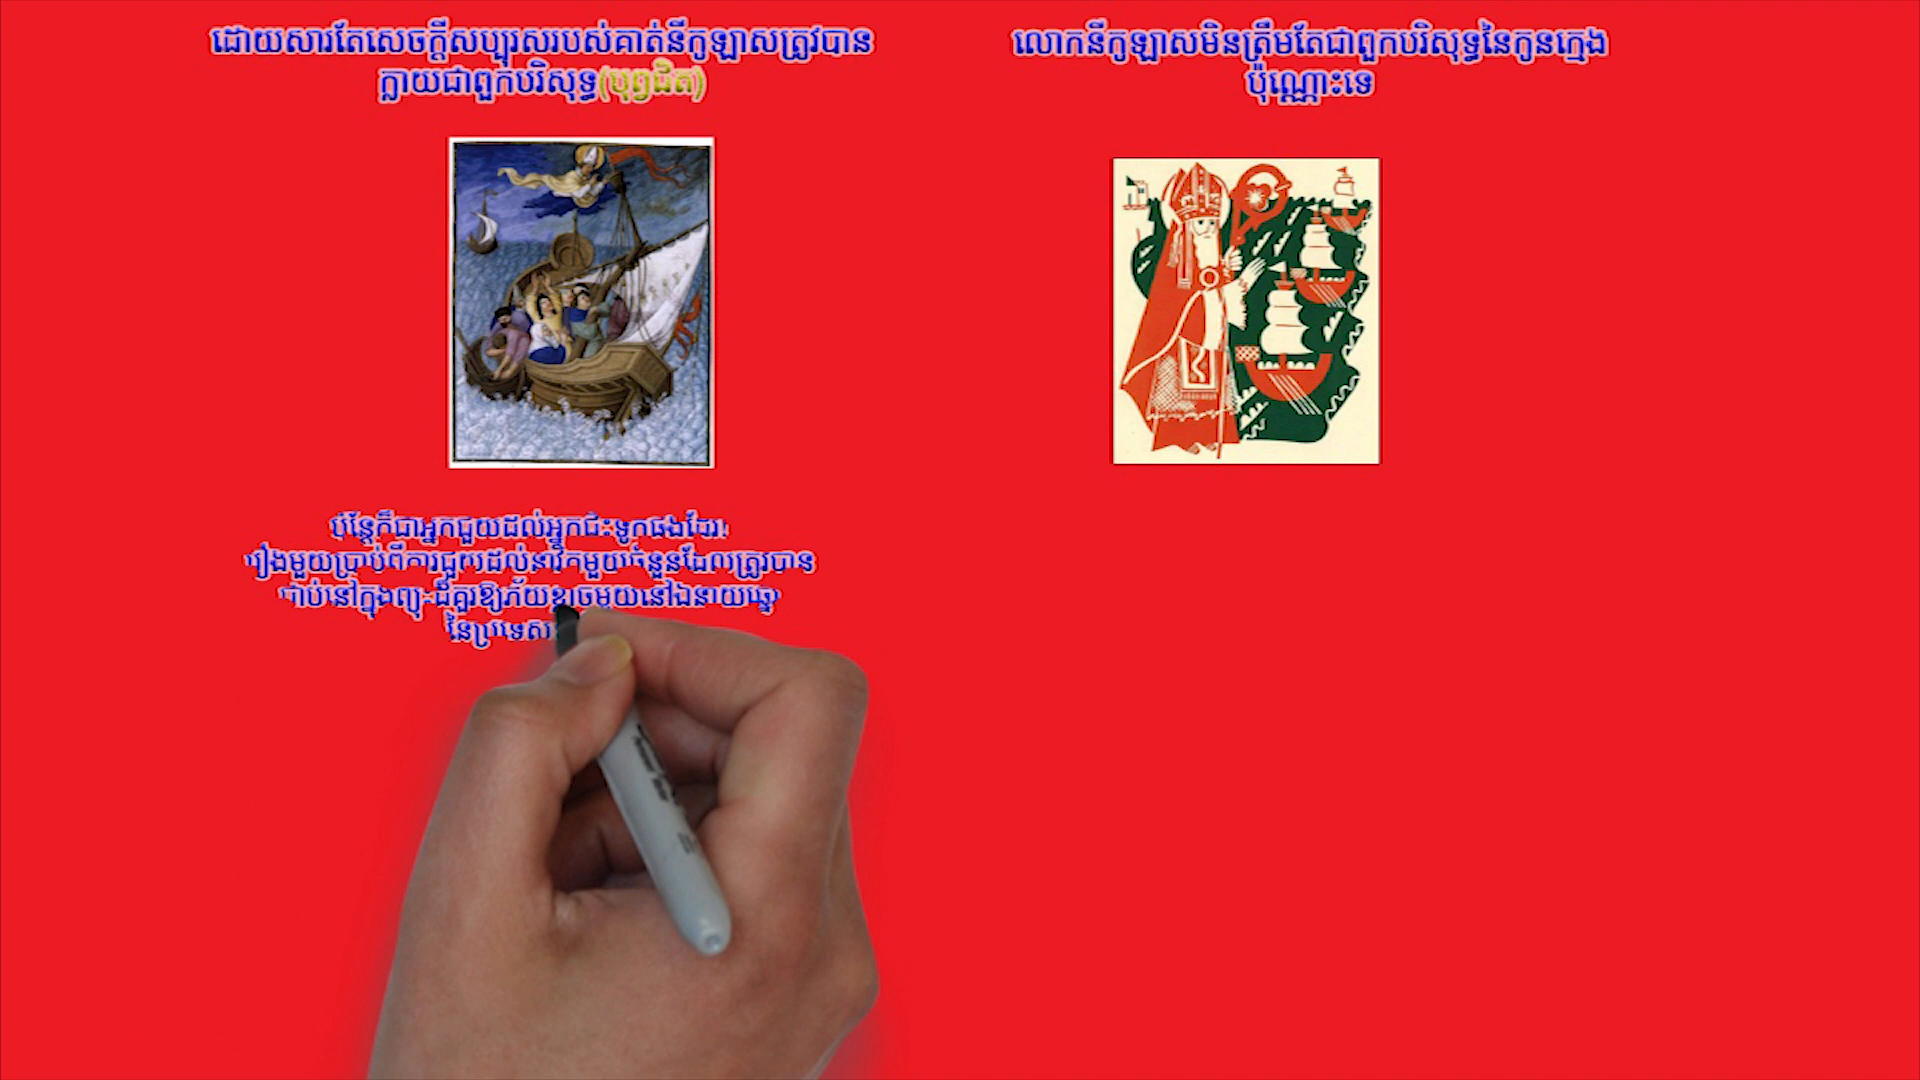 ដោយសារតែសេចក្តីសប្បុរសរបស់គាត់នីកូឡាសត្រូវបាន
ក្លាយជាពួកបរិសុទ្ធ(បុព្វជិត)
លោកនីកូឡាសមិនត្រឹមតែជាពួកបរិសុទ្ធនៃកូនក្មេង
ប៉ុណ្ណោះទេ
ប៉ុន្តែក៏ជាអ្នកជួយដល់អ្នកជិះទូកផងដែរ
រឿងមួយប្រាប់ពីការជួយដល់នាវិកមួយចំនួនដែលត្រូវបាន
ជាប់នៅក្នុងព្យុះដ៏គួរឱ្យភ័យខ្លាចមួយនៅឯនាយឆ្នេ
នៃប្រទេស